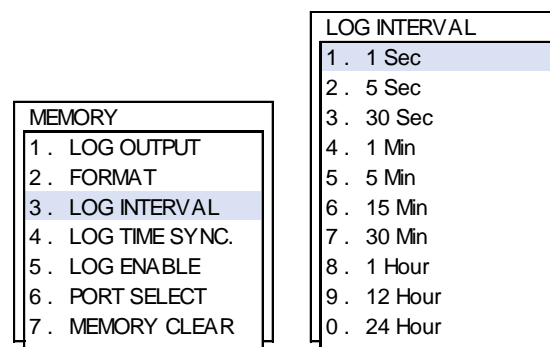 MEMORY
1 . LOG OUTPUT
2 . FORMAT
3 . LOG INTERVAL
4 . LOG TIME SYNC.
5 . LOG ENABLE
6 . PORT SELECT
7 . MEMORY CLEAR
LOG INTERVAL
1 . 1 Sec
2 . 5 Sec
3 . 30 Sec
4 . 1 Min
5 . 5 Min
6 . 15 Min
7 . 30 Min
8 . 1 Hour
9 . 12 Hour
0 . 24 Hour